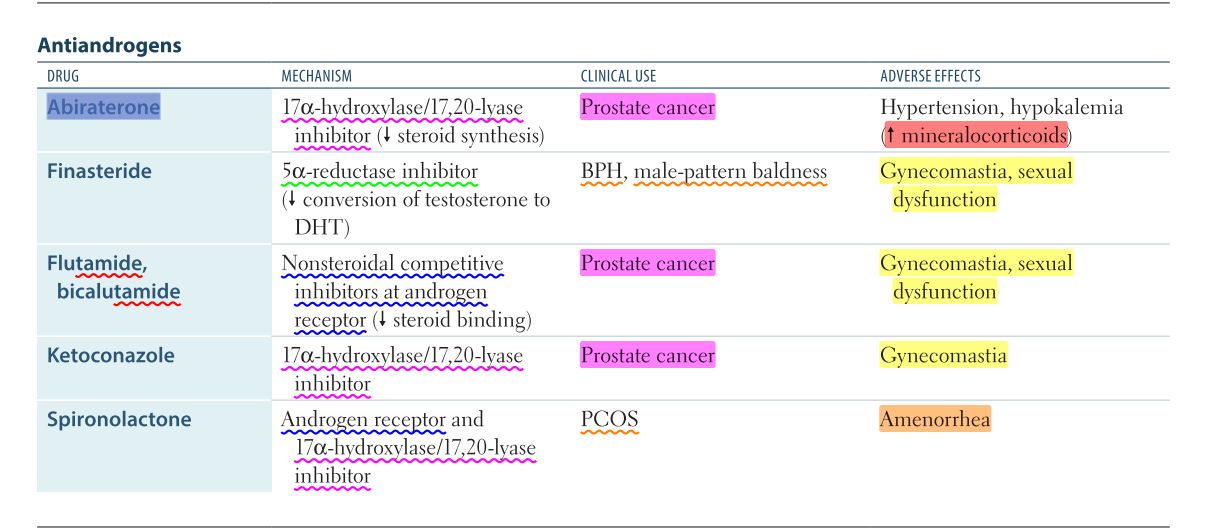 Antiandrogens
DRUG MECHANISM CLINICAL USE ADVERSE EFFECTS
Abiraterone 17α-hydroxylase/17,20-lyase Prostate cancer Hypertension, hypokalemia
inhibitor (↓ steroid synthesis) (↑ mineralocorticoids)
Finasteride 5α-reductase inhibitor BPH, male-pattern baldness Gynecomastia, sexual
(↓ conversion of testosterone to dysfunction
DHT)
Flutamide, Nonsteroidal competitive Prostate cancer Gynecomastia, sexual
bicalutamide inhibitors at androgen dysfunction
receptor (↓ steroid binding)
Ketoconazole 17α-hydroxylase/17,20-lyase Prostate cancer Gynecomastia
inhibitor
Spironolactone Androgen receptor and PCOS Amenorrhea
17α-hydroxylase/17,20-lyase
inhibitor